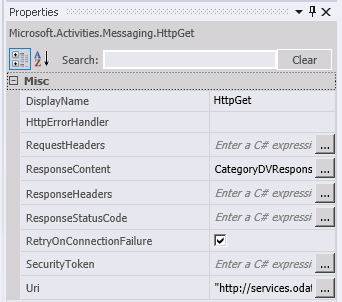 Properties
Microsoft.Activities.Messaging.HttpGet
Search: Clear
Misc
DisplayName HttpGet
HttpErrorHandler
RequestHeaders Enter a C# expressi ...
ResponseContent CategoryDVRespons ...
ResponseHeaders Enter a C# expressi ...
ResponseStatusCode Enter a C# expressi ...
RetryOnConnectionFailure
SecurityToken Enter a C# expressi ...
Uri "http://services.odat ...